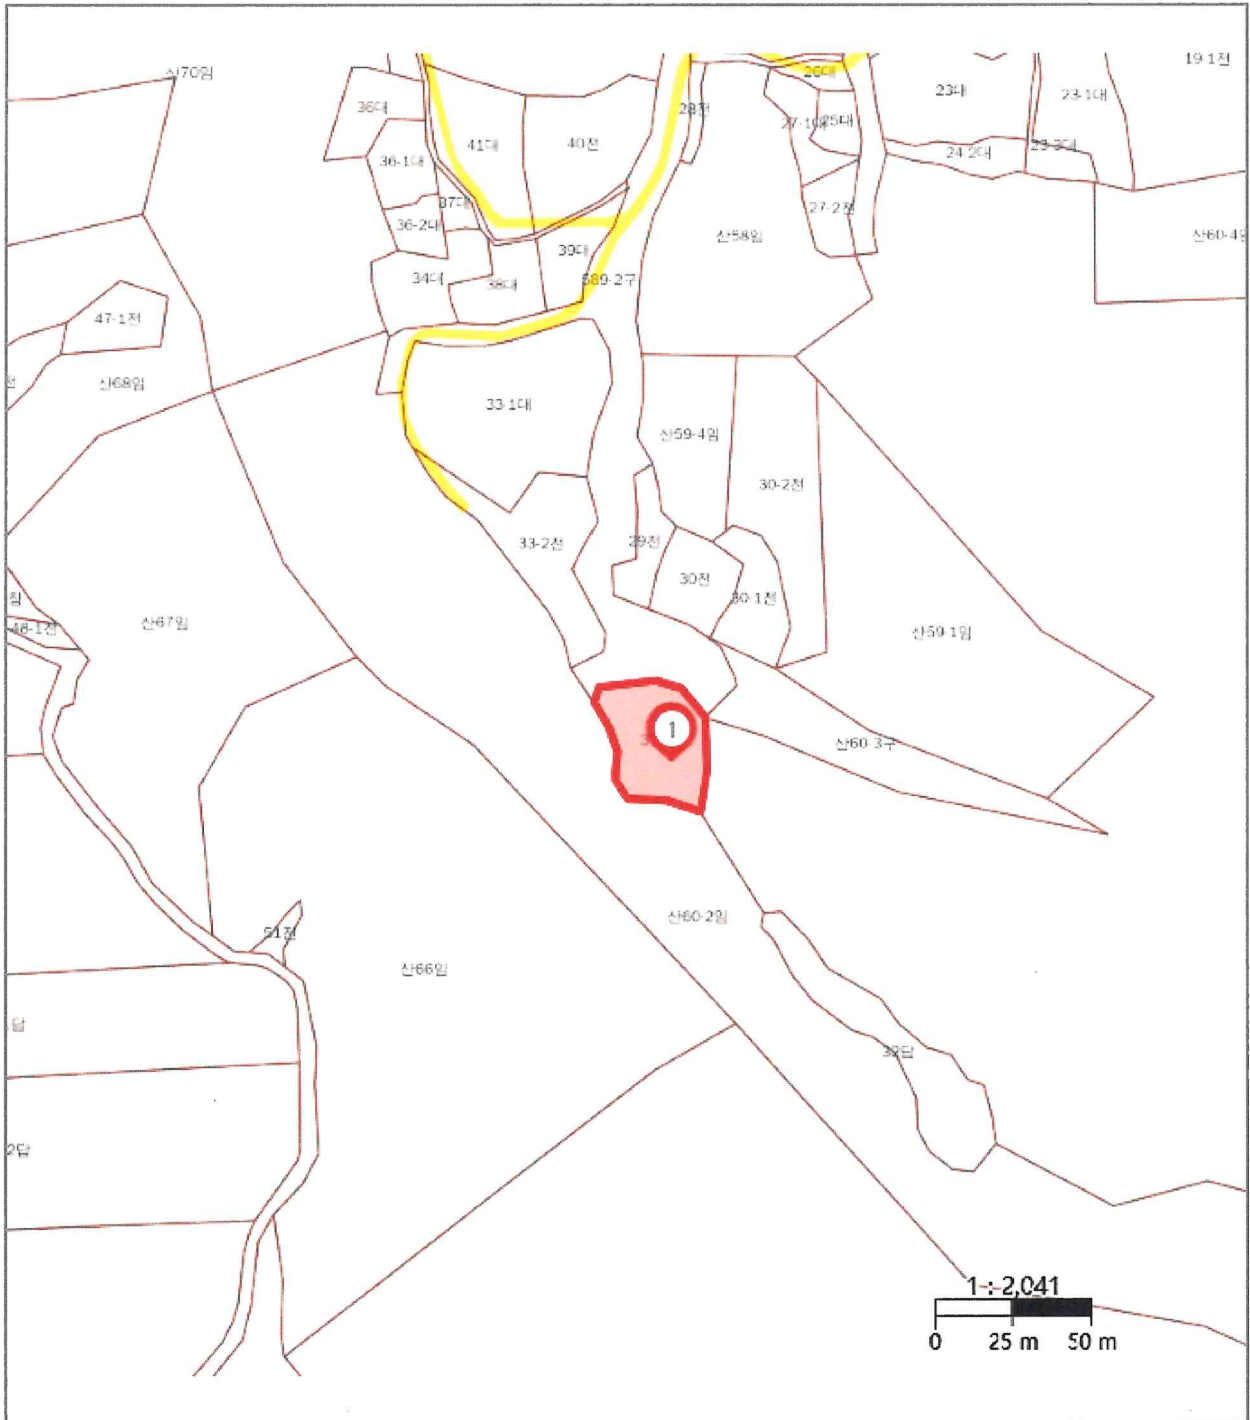 산70임
19-1전
26대
23대
23-1대
36대
28전
41대
40전
25대
24-2대
23-3대
36-1대
37대
27-2전
36-2대
산58임
39대
34대
38대
589-2구
47-1전
산68임
33-1대
산59-4임
30-2전
33-2전
29전
30전
30-1전
48-1전
산67임
산59-1임
1
산60-3구
산60-2임
51전
산66임
답
32답
2답
1 : 2,041
0
25 m
50 m